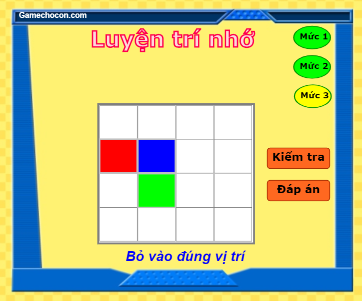 Gamechocon.com
Luyện trí nhớ
Mức 1
Mức 2
Mức 3
Kiểm tra
Đáp án
Bỏ vào đúng vị trí